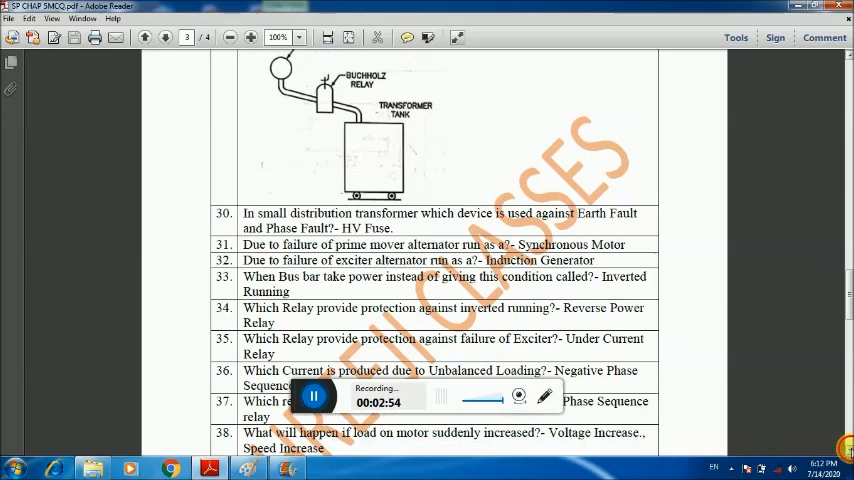 SP CHAP 5MCQ.pdf - Adobe Reader
File Edit View Window Help
3 / 4 100% Tools Sign Comment
BUCHHOLZ
RELAY
TRANSFORMER
TANK
30. In small distribution transformer which device is used against Earth Fault
and Phase Fault?- HV Fuse.
31. Due to failure of prime mover alternator run as a?- Synchronous Motor
32. Due to failure of exciter alternator run as a?- Induction Generator
33. When Bus bar take power instead of giving this condition called?- Inverted
Running
34. Which Relay provide protection against inverted running?- Reverse Power
Relay
35. Which Relay provide protection against failure of Exciter?- Under Current
Relay
36. Which Current is produced due to Unbalanced Loading?- Negative Phase
Sequence
37. Which Phase Sequence
relay
38. What will happen if load on motor suddenly increased?- Voltage Increase.,
Speed Increase
Recording...
00:02:54
CLASSES
EN 6:12 PM
7/14/2020